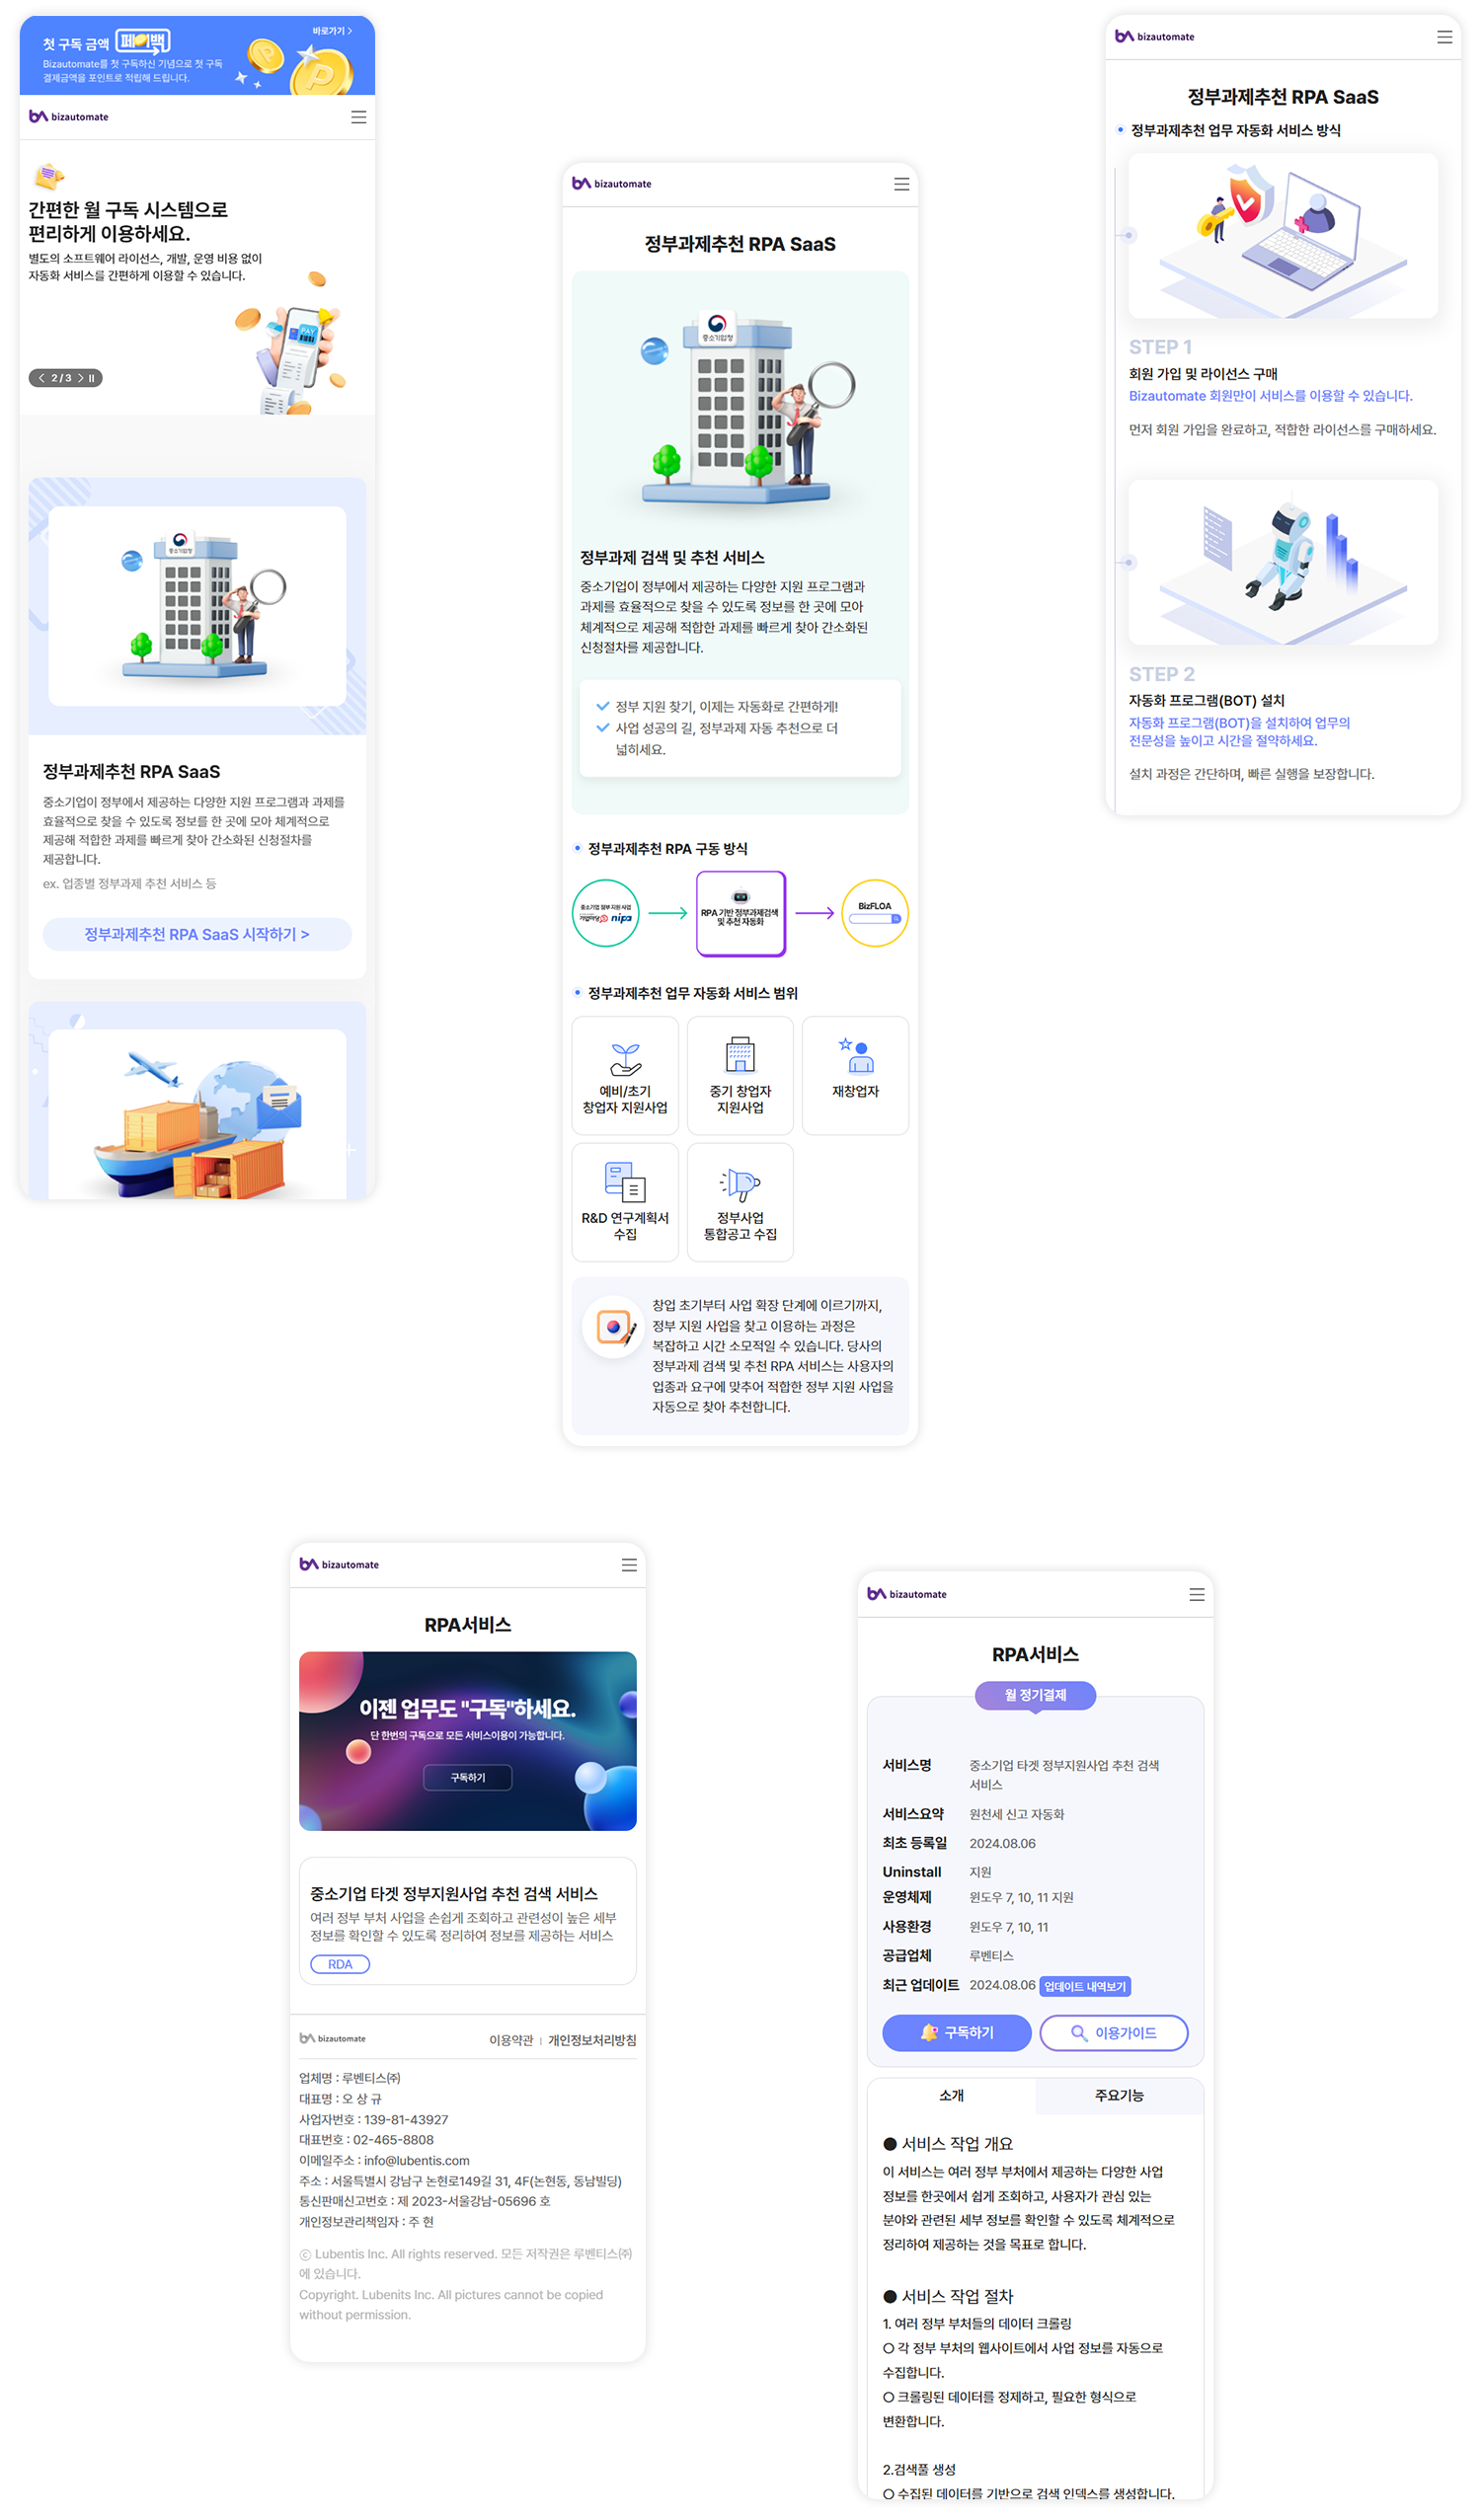 첫 구독 금액 페이백
바로가기 >
Bizautomate를 첫 구독하신 기념으로 첫 구독
결제금액을 포인트로 적립해 드립니다.
bizautomate
간편한 월 구독 시스템으로
편리하게 이용하세요.
별도의 소프트웨어 라이선스, 개발, 운영 비용 없이
자동화 서비스를 간편하게 이용할 수 있습니다.
PAY
2 / 3
중소기업청
정부과제추천 RPA SaaS
중소기업이 정부에서 제공하는 다양한 지원 프로그램과 과제를
효율적으로 찾을 수 있도록 정보를 한 곳에 모아 체계적으로
제공해 적합한 과제를 빠르게 찾아 간소화된 신청절차를
제공합니다.
ex. 업종별 정부과제 추천 서비스 등
정부과제추천 RPA SaaS 시작하기 >
bizautomate
정부과제추천 RPA SaaS
중소기업청
정부과제 검색 및 추천 서비스
중소기업이 정부에서 제공하는 다양한 지원 프로그램과
과제를 효율적으로 찾을 수 있도록 정보를 한 곳에 모아
체계적으로 제공해 적합한 과제를 빠르게 찾아 간소화된
신청절차를 제공합니다.
정부 지원 찾기, 이제는 자동화로 간편하게!
사업 성공의 길, 정부과제 자동 추천으로 더
넓히세요.
정부과제추천 RPA 구동 방식
중소기업 정부 지원 사업
기업마당 nipa
RPA 기반 정부과제검색
및 추천 자동화
BizFLOA
정부과제추천 업무 자동화 서비스 범위
예비/초기
창업자 지원사업
중기 창업자
지원사업
재창업자
R&D 연구계획서
수집
정부사업
통합공고 수집
창업 초기부터 사업 확장 단계에 이르기까지,
정부 지원 사업을 찾고 이용하는 과정은
복잡하고 시간 소모적일 수 있습니다. 당사의
정부과제 검색 및 추천 RPA 서비스는 사용자의
업종과 요구에 맞추어 적합한 정부 지원 사업을
자동으로 찾아 추천합니다.
bizautomate
정부과제추천 RPA SaaS
정부과제추천 업무 자동화 서비스 방식
STEP 1
회원 가입 및 라이선스 구매
Bizautomate 회원만이 서비스를 이용할 수 있습니다.
먼저 회원 가입을 완료하고, 적합한 라이선스를 구매하세요.
STEP 2
자동화 프로그램(BOT) 설치
자동화 프로그램(BOT)을 설치하여 업무의
전문성을 높이고 시간을 절약하세요.
설치 과정은 간단하며, 빠른 실행을 보장합니다.
bizautomate
RPA서비스
이젠 업무도 "구독"하세요.
단 한번의 구독으로 모든 서비스이용이 가능합니다.
구독하기
중소기업 타겟 정부지원사업 추천 검색 서비스
여러 정부 부처 사업을 손쉽게 조회하고 관련성이 높은 세부
정보를 확인할 수 있도록 정리하여 정보를 제공하는 서비스
RDA
bizautomate
이용약관 | 개인정보처리방침
업체명 : 루벤티스㈜
대표명 : 오 상 규
사업자번호 : 139-81-43927
대표번호 : 02-465-8808
이메일주소 : info@lubentis.com
주소 : 서울특별시 강남구 논현로149길 31, 4F(논현동, 동남빌딩)
통신판매신고번호 : 제 2023-서울강남-05696 호
개인정보관리책임자 : 주 현
ⓒ Lubentis Inc. All rights reserved. 모든 저작권은 루벤티스㈜
에 있습니다.
Copyright. Lubenits Inc. All pictures cannot be copied
without permission.
bizautomate
RPA서비스
월 정기결제
서비스명 중소기업 타겟 정부지원사업 추천 검색
서비스
서비스요약 원천세 신고 자동화
최초 등록일 2024.08.06
Uninstall 지원
운영체제 윈도우 7, 10, 11 지원
사용환경 윈도우 7, 10, 11
공급업체 루벤티스
최근 업데이트 2024.08.06 업데이트 내역보기
구독하기
이용가이드
소개
주요기능
● 서비스 작업 개요
이 서비스는 여러 정부 부처에서 제공하는 다양한 사업
정보를 한곳에서 쉽게 조회하고, 사용자가 관심 있는
분야와 관련된 세부 정보를 확인할 수 있도록 체계적으로
정리하여 제공하는 것을 목표로 합니다.
● 서비스 작업 절차
1. 여러 정부 부처들의 데이터 크롤링
○ 각 정부 부처의 웹사이트에서 사업 정보를 자동으로
수집합니다.
○ 크롤링된 데이터를 정제하고, 필요한 형식으로
변환합니다.
2.검색풀 생성
○ 수집된 데이터를 기반으로 검색 인덱스를 생성합니다.